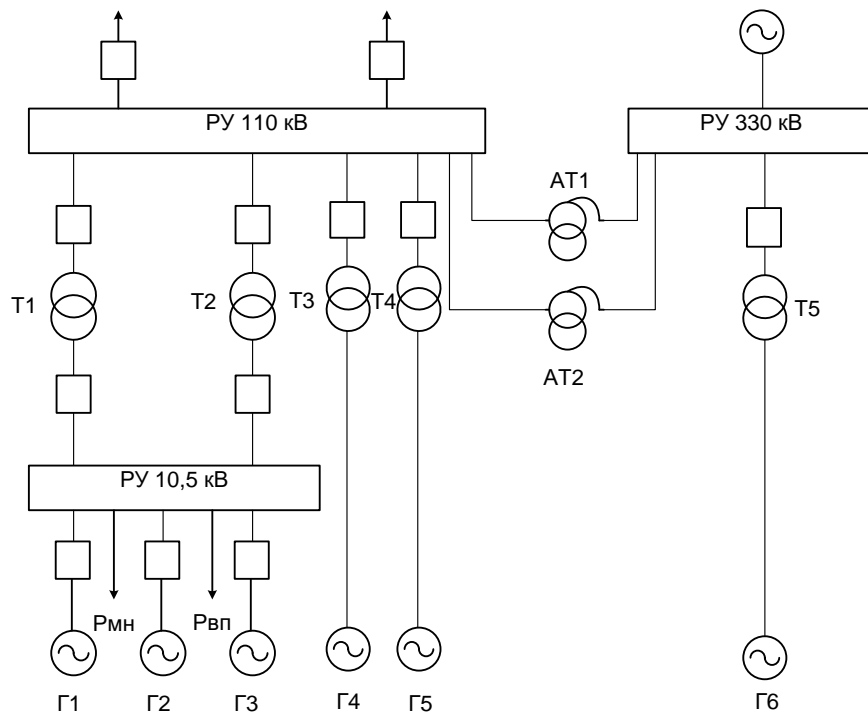 РУ 110 кВ
РУ 330 кВ
АТ1
Т1
Т2
Т3
Т4
Т5
АТ2
РУ 10,5 кВ
Рмн
Рвп
Г1
Г2
Г3
Г4
Г5
Г6